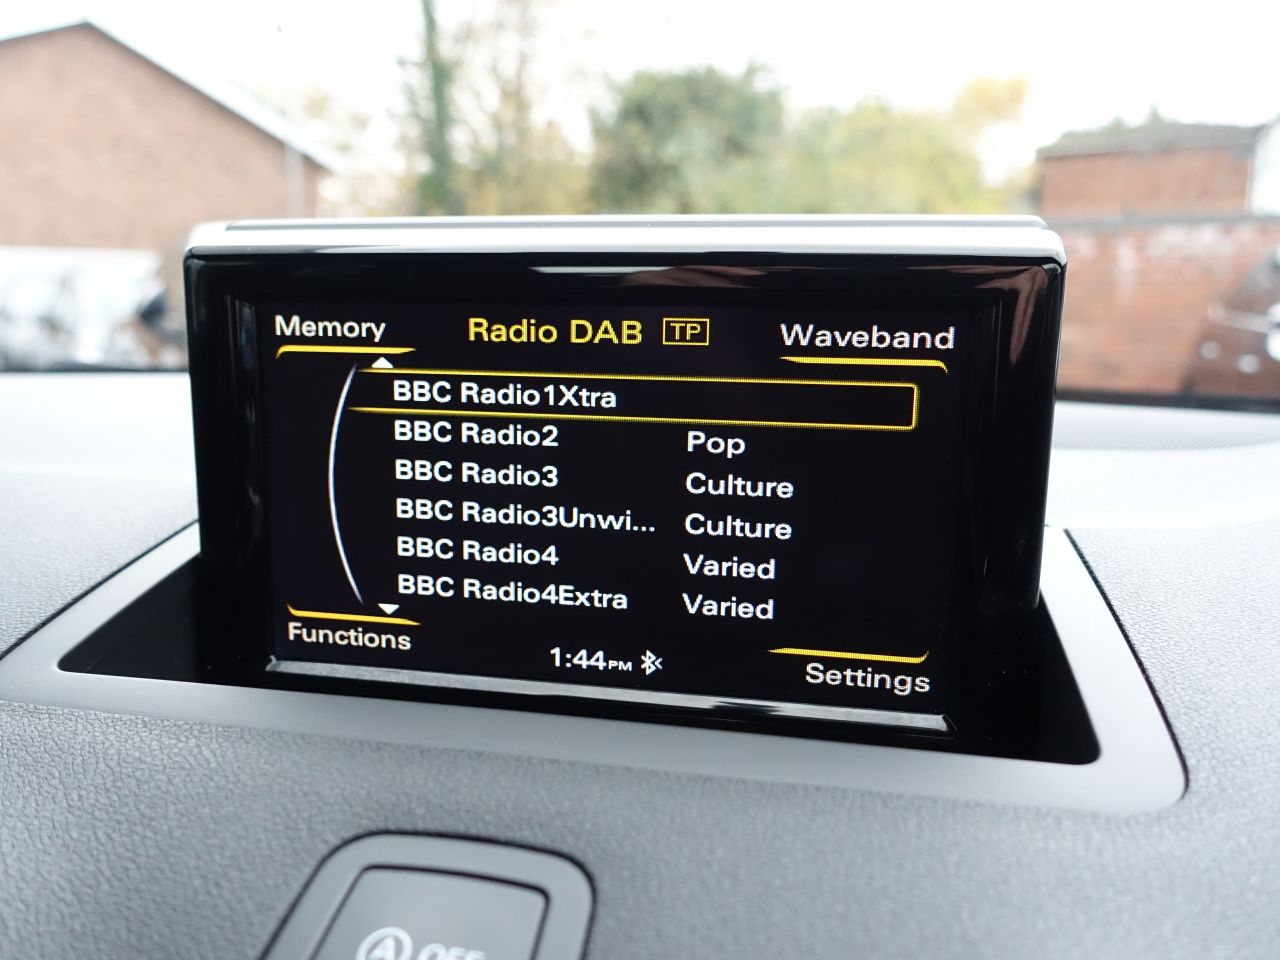 Memory
Radio DAB TP
Waveband
BBC Radio1Xtra
BBC Radio2 Pop
BBC Radio3 Culture
BBC Radio3Unwi... Culture
BBC Radio4 Varied
BBC Radio4Extra Varied
Functions
1:44PM
Settings
A OFF